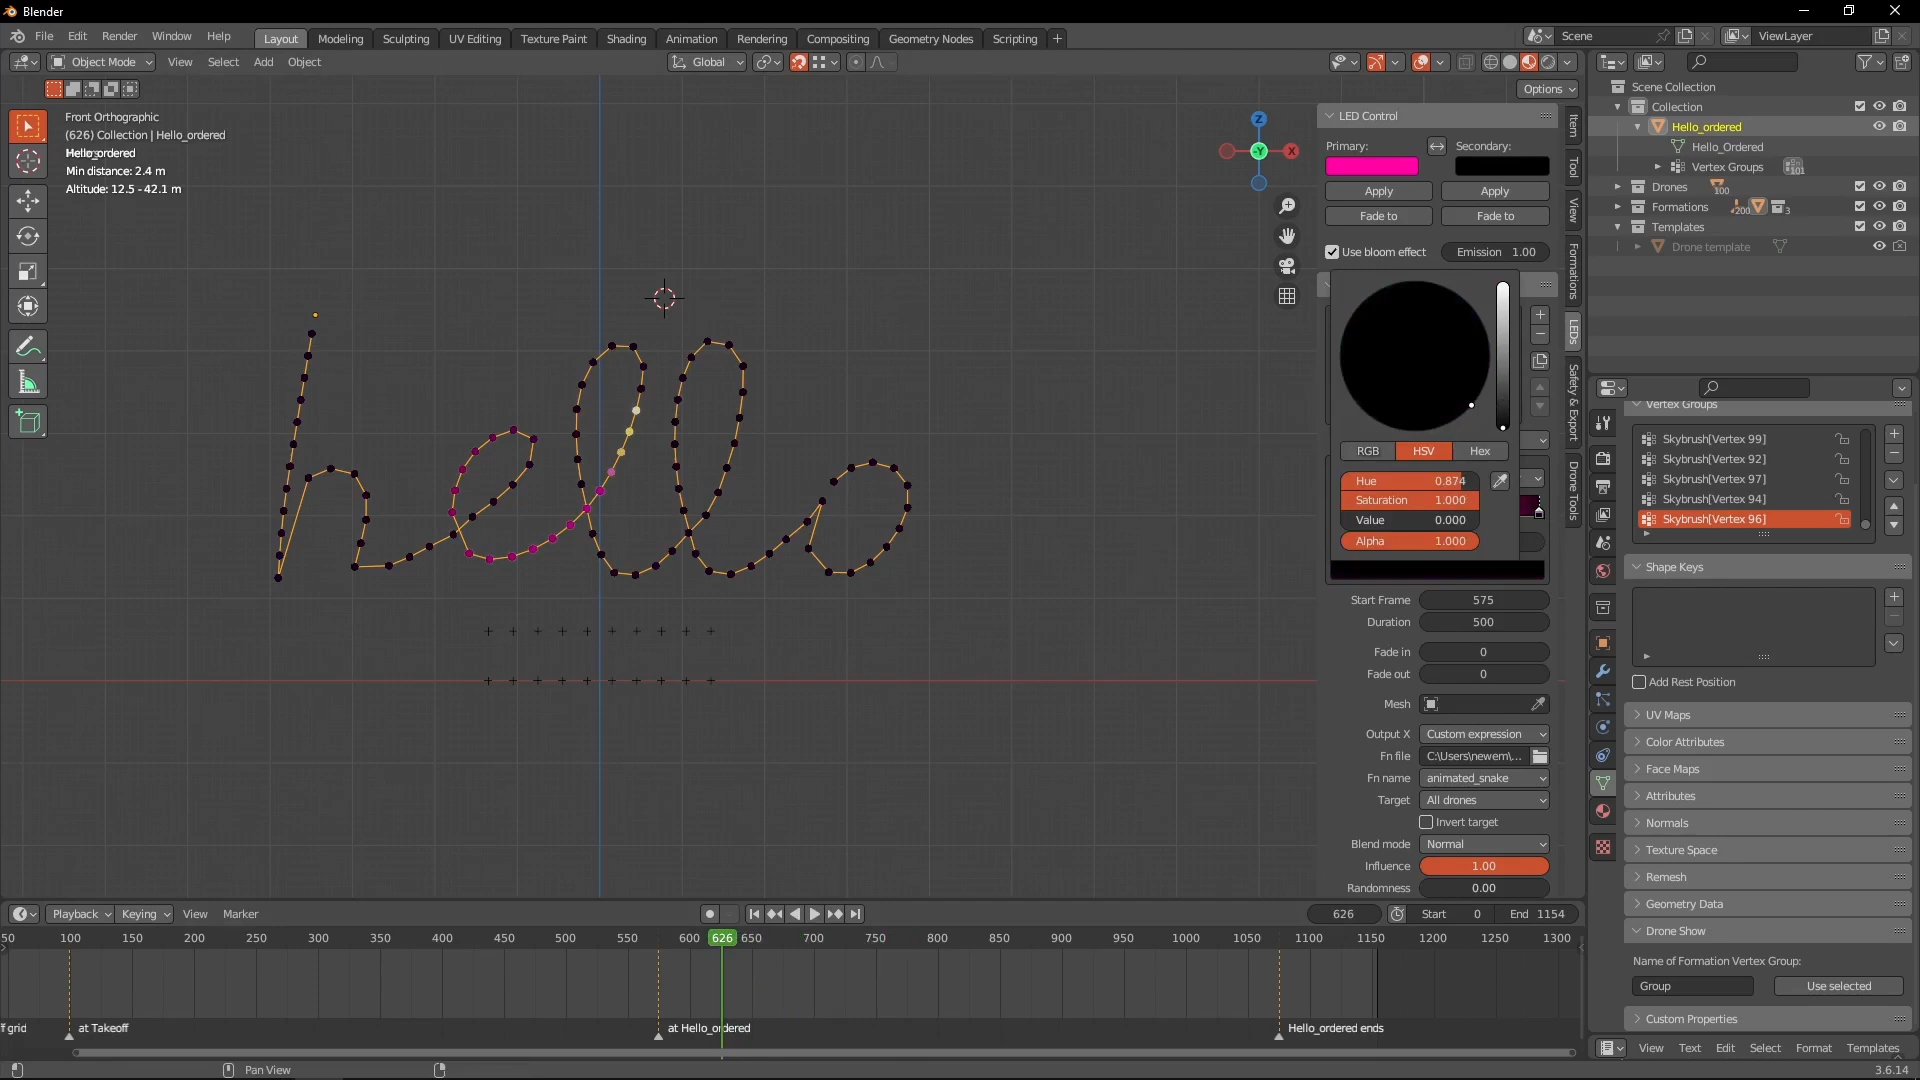 Blender
File Edit Render Window Help
Layout Modeling Sculpting UV Editing Texture Paint Shading Animation Rendering Compositing Geometry Nodes Scripting +
Scene ViewLayer
Object Mode View Select Add Object
Global
Options
Front Orthographic
(626) Collection | Hello_ordered
Hello_ordered
Min distance: 2.4 m
Altitude: 12.5 - 42.1 m
Z
-Y
X
hello
LED Control
Primary: Secondary:
Apply Apply
Fade to Fade to
Use bloom effect Emission 1.00
RGB HSV Hex
Hue 0.874
Saturation 1.000
Value 0.000
Alpha 1.000
Start Frame 575
Duration 500
Fade in 0
Fade out 0
Mesh
Output X Custom expression
Fn file C:\Users\newem\...
Fn name animated_snake
Target All drones
Invert target
Blend mode Normal
Influence 1.00
Randomness 0.00
Item
Tool
View
Formations
LEDs
Safety & Export
Drone Tools
Scene Collection
Collection
Hello_ordered
Hello_Ordered
Vertex Groups 101
Drones 100
Formations 200 3
Templates
Drone template
Vertex Groups
Skybrush[Vertex 99]
Skybrush[Vertex 92]
Skybrush[Vertex 97]
Skybrush[Vertex 94]
Skybrush[Vertex 96]
Shape Keys
Add Rest Position
UV Maps
Color Attributes
Face Maps
Attributes
Normals
Texture Space
Remesh
Geometry Data
Drone Show
Name of Formation Vertex Group:
Group Use selected
Custom Properties
View Text Edit Select Format Templates
Playback Keying View Marker
626 Start 0 End 1154
50 100 150 200 250 300 350 400 450 500 550 600 626 650 700 750 800 850 900 950 1000 1050 1100 1150 1200 1250 1300
grid at Takeoff at Hello_ordered Hello_ordered ends
Pan View
3.6.14